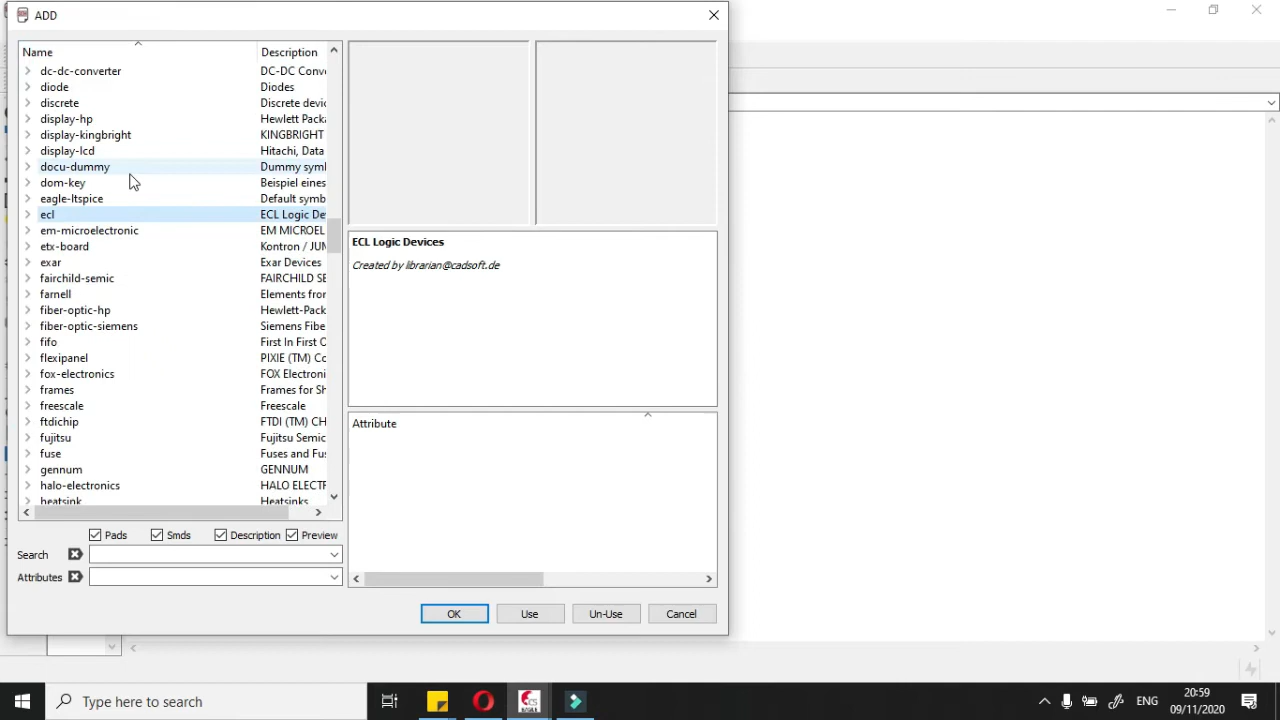 ADD
Name Description
dc-dc-converter DC-DC Conve
diode Diodes
discrete Discrete devic
display-hp Hewlett Packa
display-kingbright KINGBRIGHT
display-lcd Hitachi, Data
docu-dummy Dummy symb
dom-key Beispiel eines
eagle-ltspice Default symb
ecl ECL Logic De
em-microelectronic EM MICROEL
etx-board Kontron / JUM
exar Exar Devices
fairchild-semic FAIRCHILD SE
farnell Elements from
fiber-optic-hp Hewlett-Pack
fiber-optic-siemens Siemens Fibe
fifo First In First O
flexipanel PIXIE (TM) Co
fox-electronics FOX Electroni
frames Frames for Sh
freescale Freescale
ftdichip FTDI (TM) CH
fujitsu Fujitsu Semic
fuse Fuses and Fus
gennum GENNUM
halo-electronics HALO ELECTR
heatsink Heatsinks
Pads Smds Description Preview
Search
Attributes
ECL Logic Devices
Created by librarian@cadsoft.de
Attribute
OK Use Un-Use Cancel
Type here to search
ENG
20:59
09/11/2020